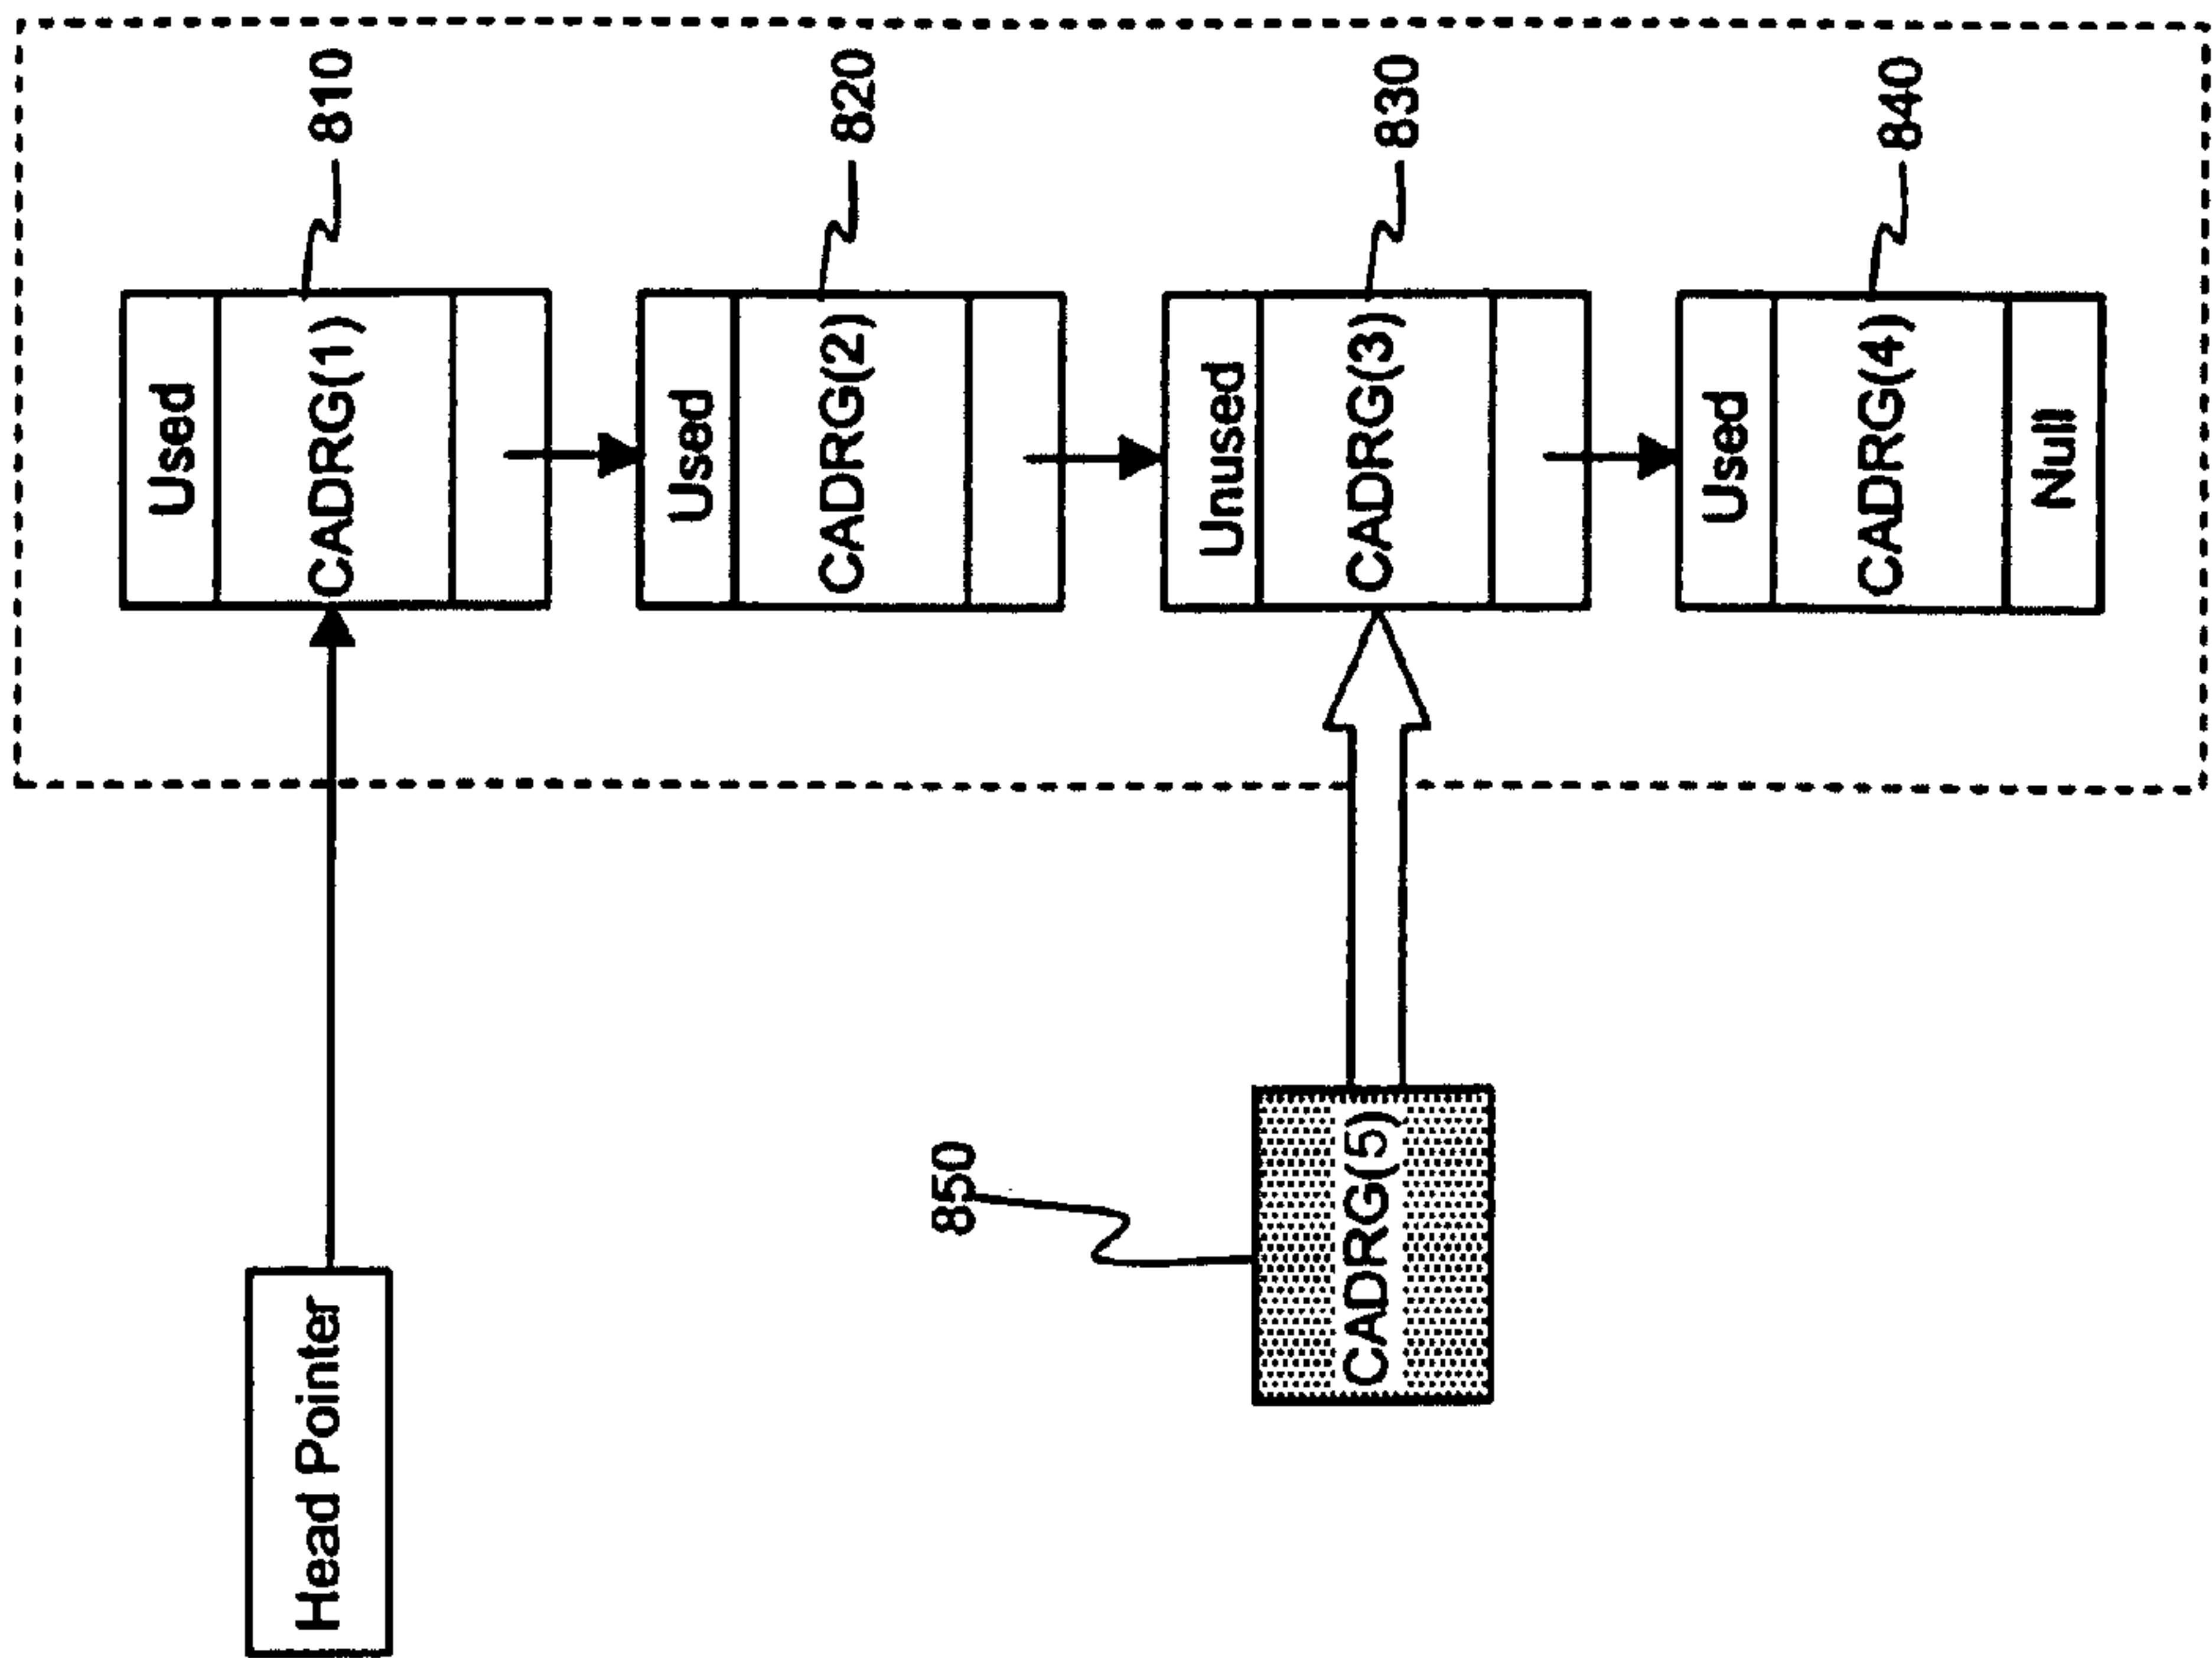 Head Pointer
Used
CADRG(1)
810
Used
CADRG(2)
820
Unused
CADRG(3)
830
Used
CADRG(4)
Null
840
850
CADRG(5)